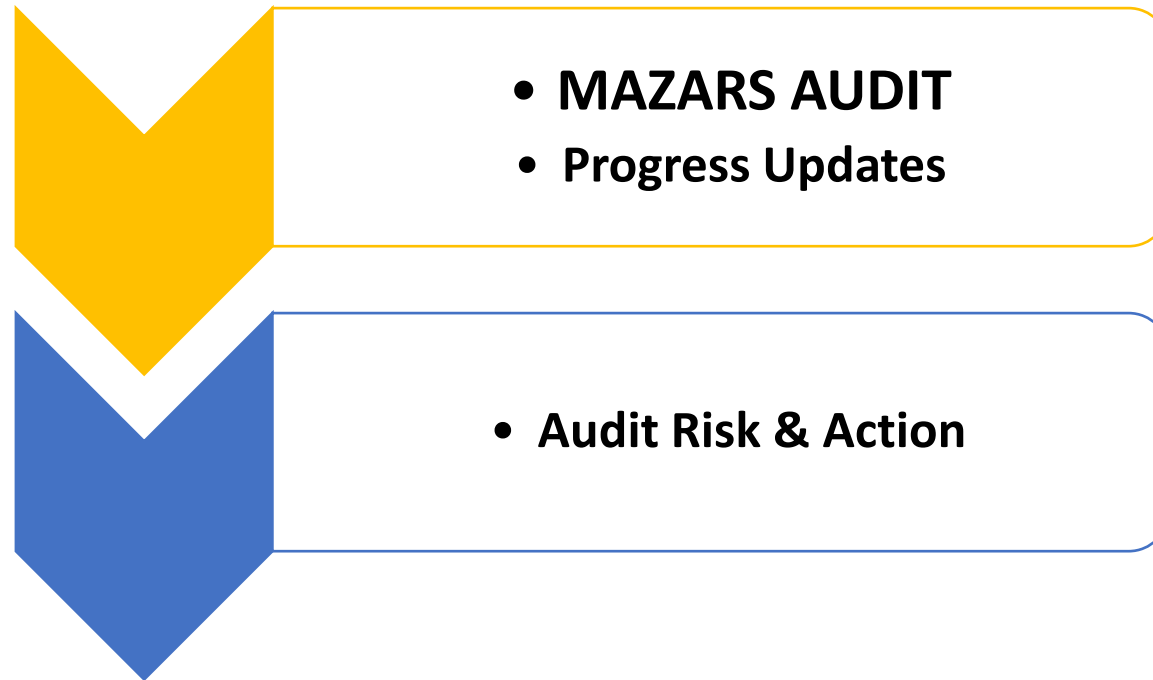 • MAZARS AUDIT
• Progress Updates
• Audit Risk & Action